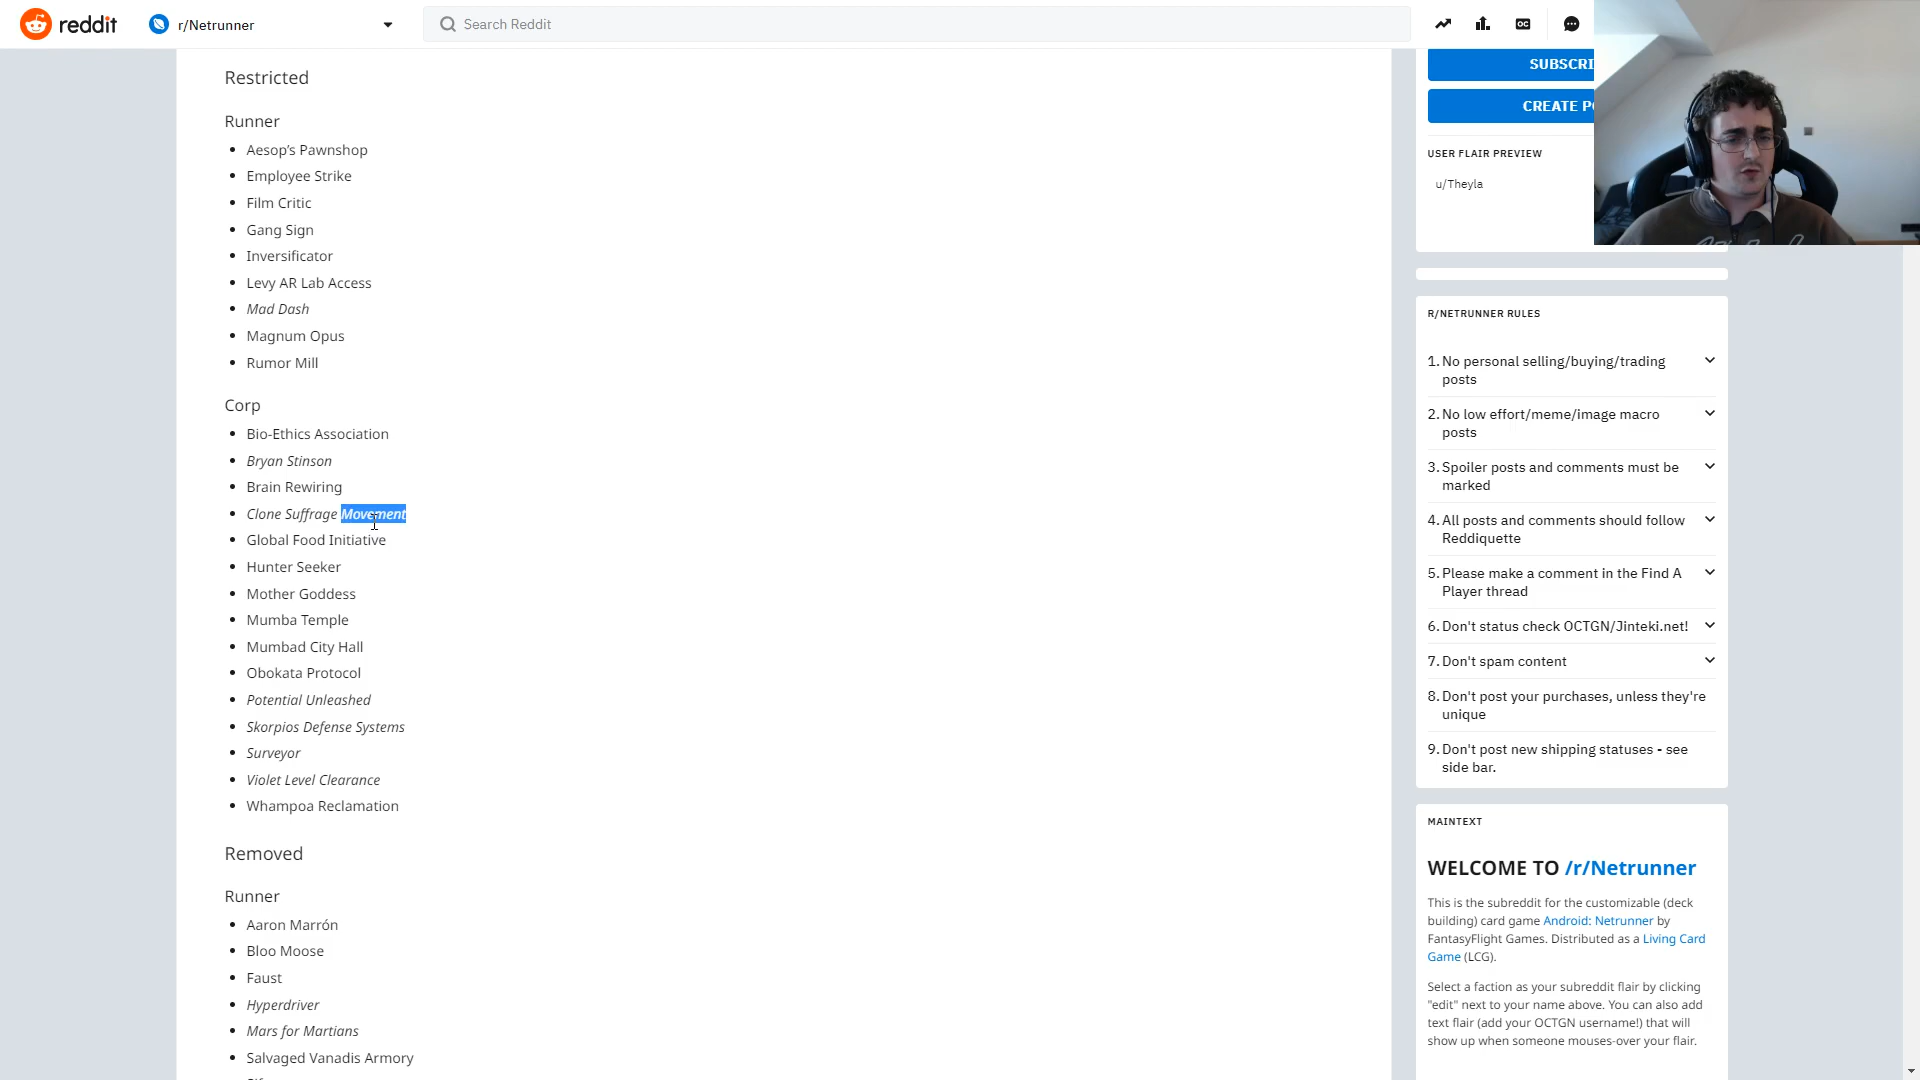 reddit
r/Netrunner
Search Reddit
Restricted
Runner
Aesop’s Pawnshop
Employee Strike
Film Critic
Gang Sign
Inversificator
Levy AR Lab Access
Mad Dash
Magnum Opus
Rumor Mill
Corp
Bio-Ethics Association
Bryan Stinson
Brain Rewiring
Clone Suffrage Movement
Global Food Initiative
Hunter Seeker
Mother Goddess
Mumba Temple
Mumbad City Hall
Obokata Protocol
Potential Unleashed
Skorpios Defense Systems
Surveyor
Violet Level Clearance
Whampoa Reclamation
Removed
Runner
Aaron Marrón
Bloo Moose
Faust
Hyperdriver
Mars for Martians
Salvaged Vanadis Armory
OC
SUBSCRI
CREATE P
USER FLAIR PREVIEW
u/Theyla
R/NETRUNNER RULES
1. No personal selling/buying/trading
posts
2. No low effort/meme/image macro
posts
3. Spoiler posts and comments must be
marked
4. All posts and comments should follow
Reddiquette
5. Please make a comment in the Find A
Player thread
6. Don't status check OCTGN/Jinteki.net!
7. Don't spam content
8. Don't post your purchases, unless they're
unique
9. Don't post new shipping statuses - see
side bar.
MAINTEXT
WELCOME TO /r/Netrunner
This is the subreddit for the customizable (deck
building) card game Android: Netrunner by
FantasyFlight Games. Distributed as a Living Card
Game (LCG).
Select a faction as your subreddit flair by clicking
"edit" next to your name above. You can also add
text flair (add your OCTGN username!) that will
show up when someone mouses-over your flair.